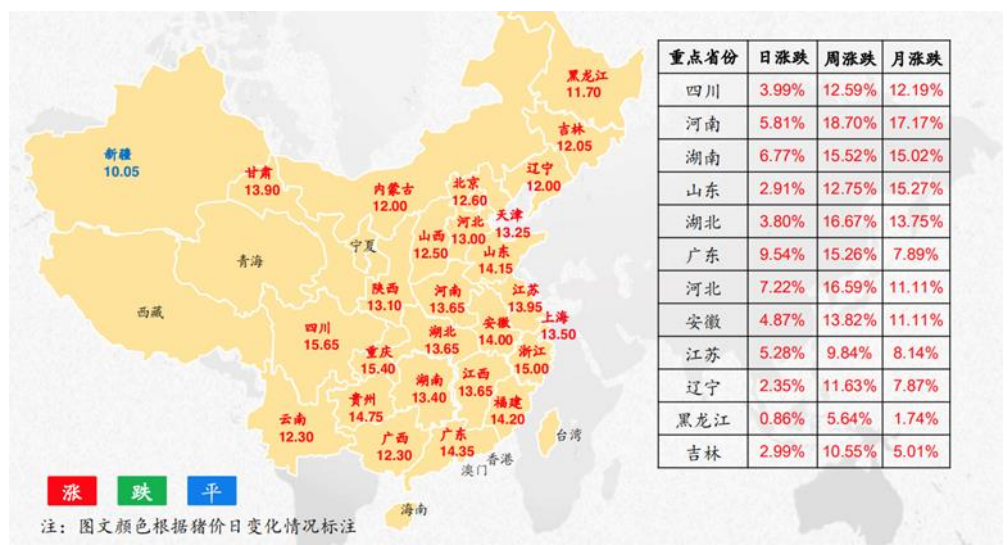 黑龙江
11.70
吉林
12.05
辽宁
12.00
新疆
10.05
甘肃
13.90
内蒙古
12.00
北京
12.60
天津
13.25
河北
13.00
山西
12.50
山东
14.15
宁夏
青海
西藏
陕西
13.10
河南
13.65
江苏
13.95
安徽
14.00
上海
13.50
四川
15.65
重庆
15.40
湖北
13.65
浙江
15.00
湖南
13.40
江西
13.65
贵州
14.75
福建
14.20
云南
12.30
广西
12.30
广东
14.35
台湾
香港
澳门
海南
重点省份 日涨跌 周涨跌 月涨跌
四川 3.99% 12.59% 12.19%
河南 5.81% 18.70% 17.17%
湖南 6.77% 15.52% 15.02%
山东 2.91% 12.75% 15.27%
湖北 3.80% 16.67% 13.75%
广东 9.54% 15.26% 7.89%
河北 7.22% 16.59% 11.11%
安徽 4.87% 13.82% 11.11%
江苏 5.28% 9.84% 8.14%
辽宁 2.35% 11.63% 7.87%
黑龙江 0.86% 5.64% 1.74%
吉林 2.99% 10.55% 5.01%
涨 跌 平
注：图文颜色根据猪价日变化情况标注